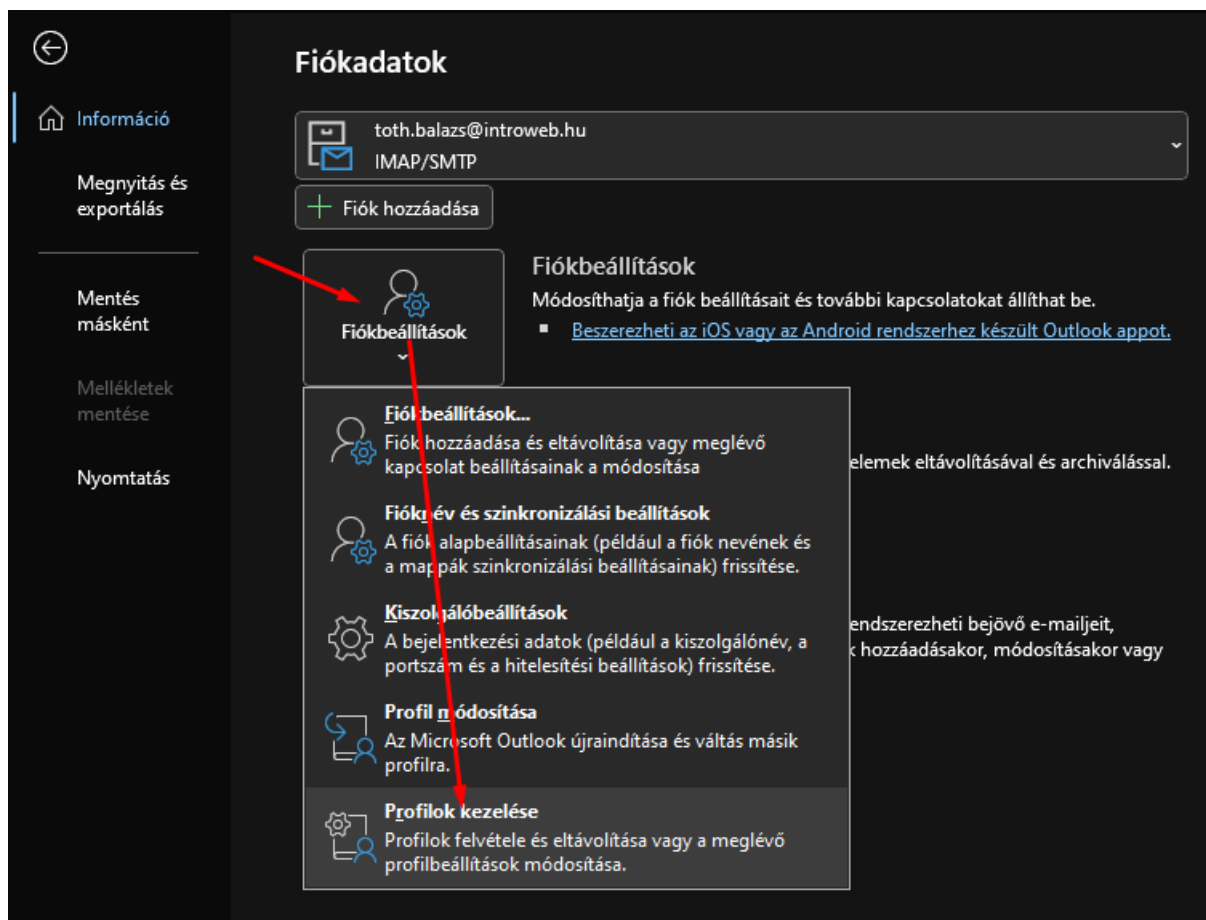 Fiókadatok
Információ
Megnyitás és
exportálás
Mentés
másként
Mellékletek
mentése
Nyomtatás
toth.balazs@introweb.hu
IMAP/SMTP
Fiók hozzáadása
Fiókbeállítások
Fiókbeállítások
Módosíthatja a fiók beállításait és további kapcsolatokat állíthat be.
Beszerezheti az iOS vagy az Android rendszerhez készült Outlook appot.
Fiókbeállítások...
Fiók hozzáadása és eltávolítása vagy meglévő
kapcsolat beállításainak a módosítása
elemek eltávolításával és archiválással.
Fióknév és szinkronizálási beállítások
A fiók alapbeállításainak (például a fiók nevének és
a mappák szinkronizálási beállításainak) frissítése.
Kiszolgálóbeállítások
A bejelentkezési adatok (például a kiszolgálónév, a
portszám és a hitelesítési beállítások) frissítése.
endszerezheti bejövő e-mailjeit,
k hozzáadásakor, módosításakor vagy
Profil módosítása
Az Microsoft Outlook újraindítása és váltás másik
profilra.
Profilok kezelése
Profilok felvétele és eltávolítása vagy a meglévő
profilbeállítások módosítása.